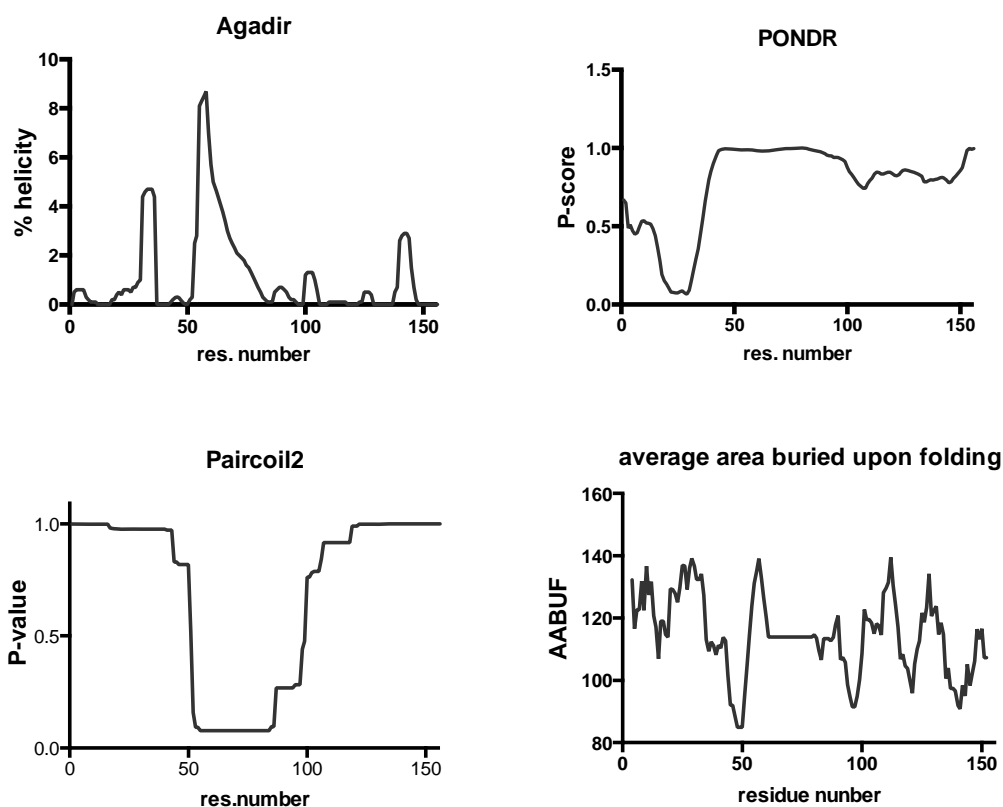 Agadir
10
8
6
4
2
0
0 50 100 150
% helicity
res. number
PONDR
1.5
1.0
0.5
0.0
0 50 100 150
P-score
res. number
Paircoil2
1.0
0.5
0.0
0 50 100 150
P-value
res.number
average area buried upon folding
160
140
120
100
80
0 50 100 150
AABUF
residue nunber